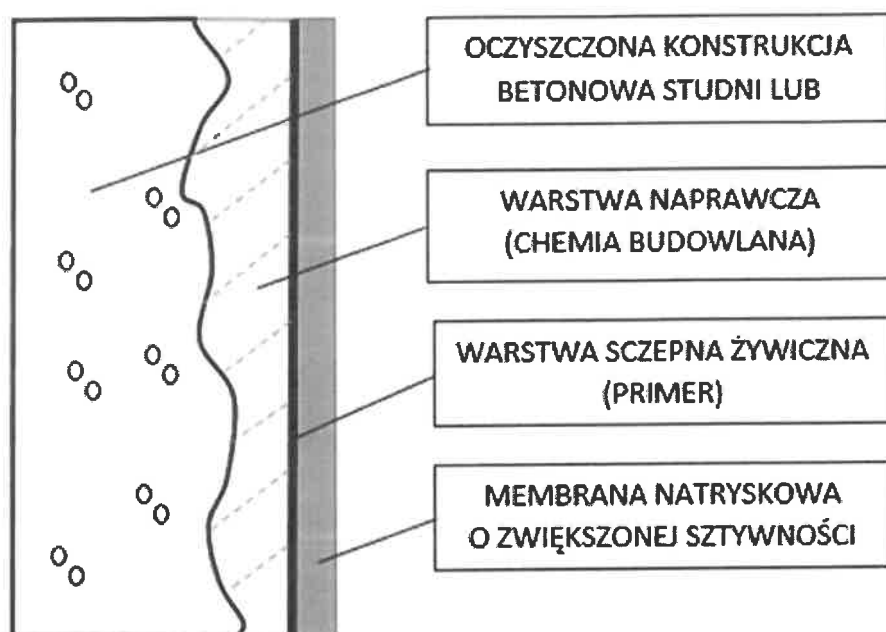 OCZYSZCZONA KONSTRUKCJA
BETONOWA STUDNI LUB
WARSTWA NAPRAWCZA
(CHEMIA BUDOWLANA)
WARSTWA SCZEPNA ŻYWICZNA
(PRIMER)
MEMBRANA NATRYSKOWA
O ZWIĘKSZONEJ SZTYWNOŚCI